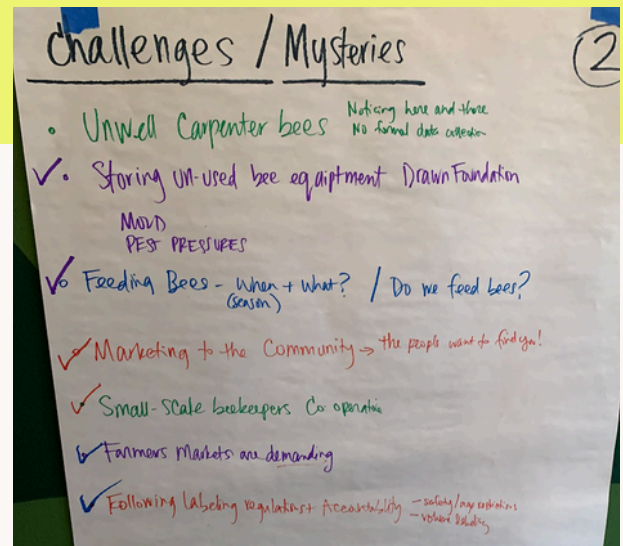 Challenges / Mysteries
2
• Unwell Carpenter bees
Noticing here and there
No formal data collection
✓• Storing un-used bee equiptment Drawn Foundation
MOLD
PEST PRESSURES
✓• Feeding Bees - when + what? / Do we feed bees?
(season)
✓ Marketing to the Community → the people want to find you!
✓ Small-scale beekeepers Co operative
✓ Farmers Markets are demanding
✓ Following labeling regulations + Accountability
- safety/age restrictions
- volume labeling